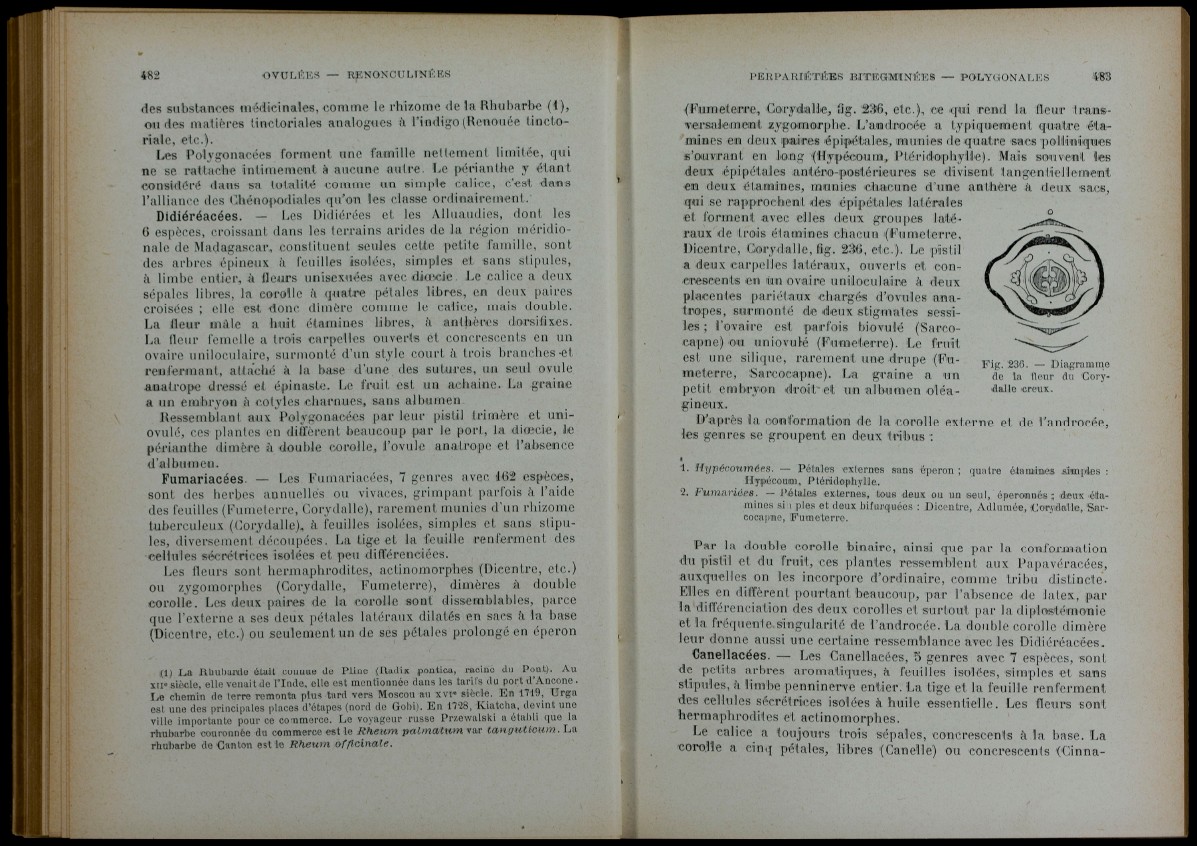 482 OVULÉES — RENONCULINÉES
des substances médicinales, comme le rhizome de la Rhubarbe (1),
ou des matières tinctoriales analogues à l'indigo (Renouée tincto-
riale, etc.).
Les Polygonacées forment une famille nettement limitée, qui
ne se rattache intimement à aucune autre. Le périanthe y étant
considéré dans sa totalité comme un simple calice, c'est dans
l'alliance des Chénopodiales qu'on les classe ordinairement.
Didiéréacées. — Les Didiérées et les Alluaudies, dont les
6 espèces, croissant dans les terrains arides de la région méridio-
nale de Madagascar, constituent seules cette petite famille, sont
des arbres épineux à feuilles isolées, simples et sans stipules,
à limbe entier, à fleurs unisexuées avec diœcie. Le calice a deux
sépales libres, la corolle à quatre pétales libres, en deux paires
croisées ; elle est donc dimère comme le calice, mais double.
La fleur mâle a huit étamines libres, à anthères dorsifixes.
La fleur femelle a trois carpelles ouverts et concrescents en un
ovaire uniloculaire, surmonté d'un style court à trois branches et
renfermant, attaché à la base d'une des sutures, un seul ovule
anatrope dressé et épinaste. Le fruit est un achaine. La graine
a un embryon à cotyles charnues, sans albumen.
Ressemblant aux Polygonacées par leur pistil trimère et uni-
ovulé, ces plantes en diffèrent beaucoup par le port, la diœcie, le
périanthe dimère à double corolle, l'ovule anatrope et l'absence
d'albumen.
Fumariacées. — Les Fumariacées, 7 genres avec 162 espèces,
sont des herbes annuelles ou vivaces, grimpant parfois à l'aide
des feuilles (Fumeterre, Corydalle), rarement munies d'un rhizome
tuberculeux (Corydalle), à feuilles isolées, simples et sans stipu-
les, diversement découpées. La tige et la feuille renferment des
cellules sécrétrices isolées et peu différenciées.
Les fleurs sont hermaphrodites, actinomorphes (Dicentre, etc.)
ou zygomorphes (Corydalle, Fumeterre), dimères à double
corolle. Les deux paires de la corolle sont dissemblables, parce
que l'externe a ses deux pétales latéraux dilatés en sacs à la base
(Dicentre, etc.) ou seulement un de ses pétales prolongé en éperon
(1) La Rhubarde était connue de Pline (Radix pontica, racine du Pont). Au
XIIe siècle, elle venait de l'Inde, elle est mentionnée dans les tarifs du port d'Ancone.
Le chemin de terre remonta plus tard vers Moscou au XVIe siècle. En 1719, Urga
est une des principales places d'étapes (nord de Gobi). En 1728, Kiatcha, devint une
ville importante pour ce commerce. Le voyageur russe Przewalski a établi que la
rhubarbe couronnée du commerce est le Rheum palmatum var tanguticum. La
rhubarbe de Canton est le Rheum officinale.
PERPARIÉTÉES BITEGMINÉES — POLYGONALES 483
(Fumeterre, Corydalle, fig. 236, etc.), ce qui rend la fleur trans-
versalement zygomorphe. L'androcée a typiquement quatre éta-
mines en deux paires épipétales, munies de quatre sacs polliniques
s'ouvrant en long (Hypécoum, Ptéridophylle). Mais souvent les
deux épipétales antéro-postérieures se divisent tangentiellement
en deux étamines, munies chacune d'une anthère à deux sacs,
qui se rapprochent des épipétales latérales
et forment avec elles deux groupes laté-
raux de trois étamines chacun (Fumeterre,
Dicentre, Corydalle, fig. 236, etc.). Le pistil
a deux carpelles latéraux, ouverts et con-
crescents en un ovaire uniloculaire à deux
placentes pariétaux chargés d'ovules ana-
tropes, surmonté de deux stigmates sessi-
les ; l'ovaire est parfois biovulé (Sarco-
capne) ou uniovulé (Fumeterre). Le fruit
est une silique, rarement une drupe (Fu-
meterre, Sarcocapne). La graine a un
petit embryon droit et un albumen oléa-
gineux.
Fig. 236. — Diagramme
de la fleur du Cory-
dalle creux.
D'après la conformation de la corolle externe et de l'androcée,
les genres se groupent en deux tribus :
1. Hypécoumées. — Pétales externes sans éperon ; quatre étamines simples :
Hypécoum, Ptéridophylle.
2. Fumariées. — Pétales externes, tous deux ou un seul, éperonnés ; deux éta-
mines si ples et deux bifurquées : Dicentre, Adlumée, Corydalle, Sar-
cocapne, Fumeterre.
Par la double corolle binaire, ainsi que par la conformation
du pistil et du fruit, ces plantes ressemblent aux Papavéracées,
auxquelles on les incorpore d'ordinaire, comme tribu distincte.
Elles en diffèrent pourtant beaucoup, par l'absence de latex, par
la différenciation des deux corolles et surtout par la diplostémonie
et la fréquente singularité de l'androcée. La double corolle dimère
leur donne aussi une certaine ressemblance avec les Didiéréacées.
Canellacées. — Les Canellacées, 5 genres avec 7 espèces, sont
de petits arbres aromatiques, à feuilles isolées, simples et sans
stipules, à limbe penninerve entier. La tige et la feuille renferment
des cellules sécrétrices isolées à huile essentielle. Les fleurs sont
hermaphrodites et actinomorphes.
Le calice a toujours trois sépales, concrescents à la base. La
corolle a cinq pétales, libres (Canelle) ou concrescents (Cinna-